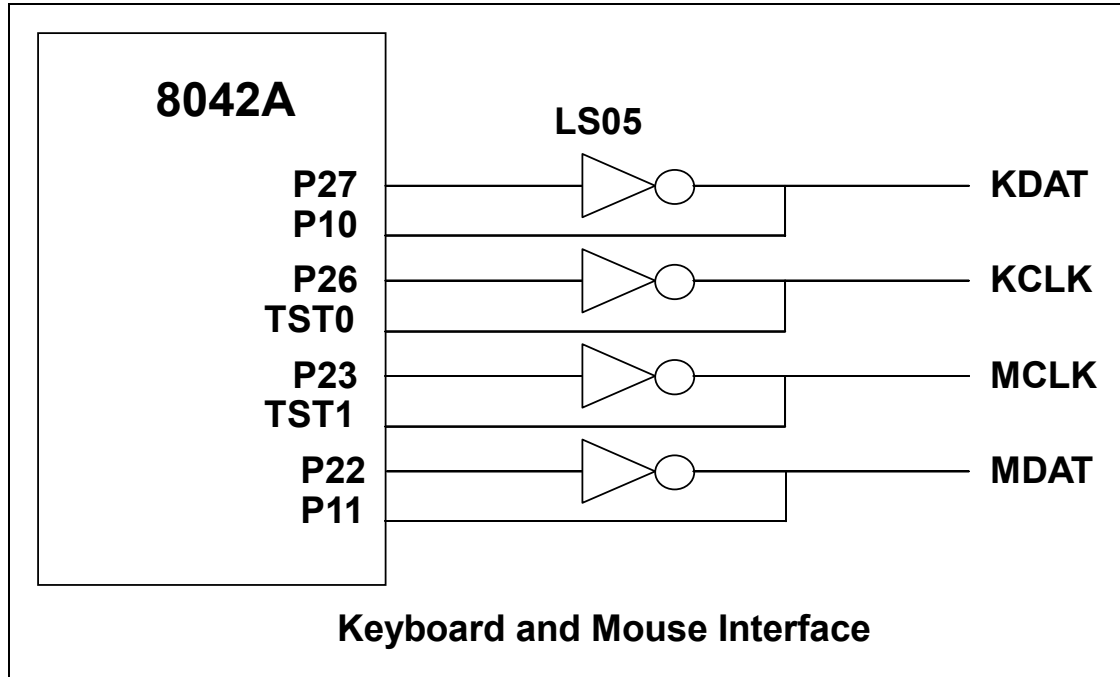 8042A
LS05
P27
KDAT
P10
P26
KCLK
TST0
P23
MCLK
TST1
P22
MDAT
P11
Keyboard and Mouse Interface